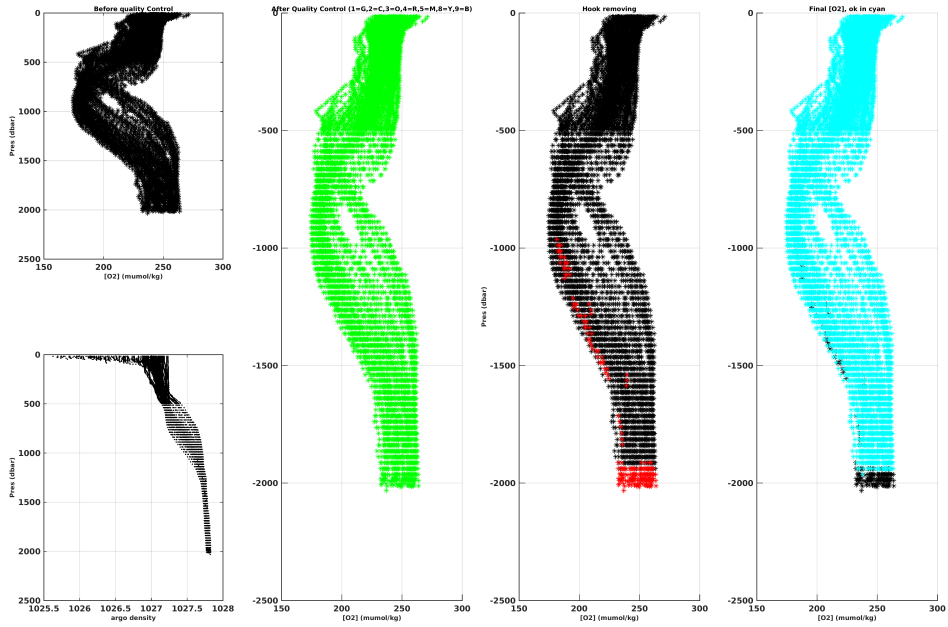 Before quality Control
0
500
1000
1500
2000
2500
150 200 250 300
Pres (dbar)
[O2] (mumol/kg)
0
500
1000
1500
2000
2500
1025.5 1026 1026.5 1027 1027.5 1028
Pres (dbar)
argo density
After Quality Control (1=G,2=C,3=O,4=R,5=M,8=Y,9=B)
0
-500
-1000
-1500
-2000
-2500
150 200 250 300
[O2] (mumol/kg)
Hook removing
0
-500
-1000
-1500
-2000
-2500
150 200 250 300
Pres (dbar)
[O2] (mumol/kg)
Final [O2], ok in cyan
0
-500
-1000
-1500
-2000
-2500
150 200 250 300
[O2] (mumol/kg)